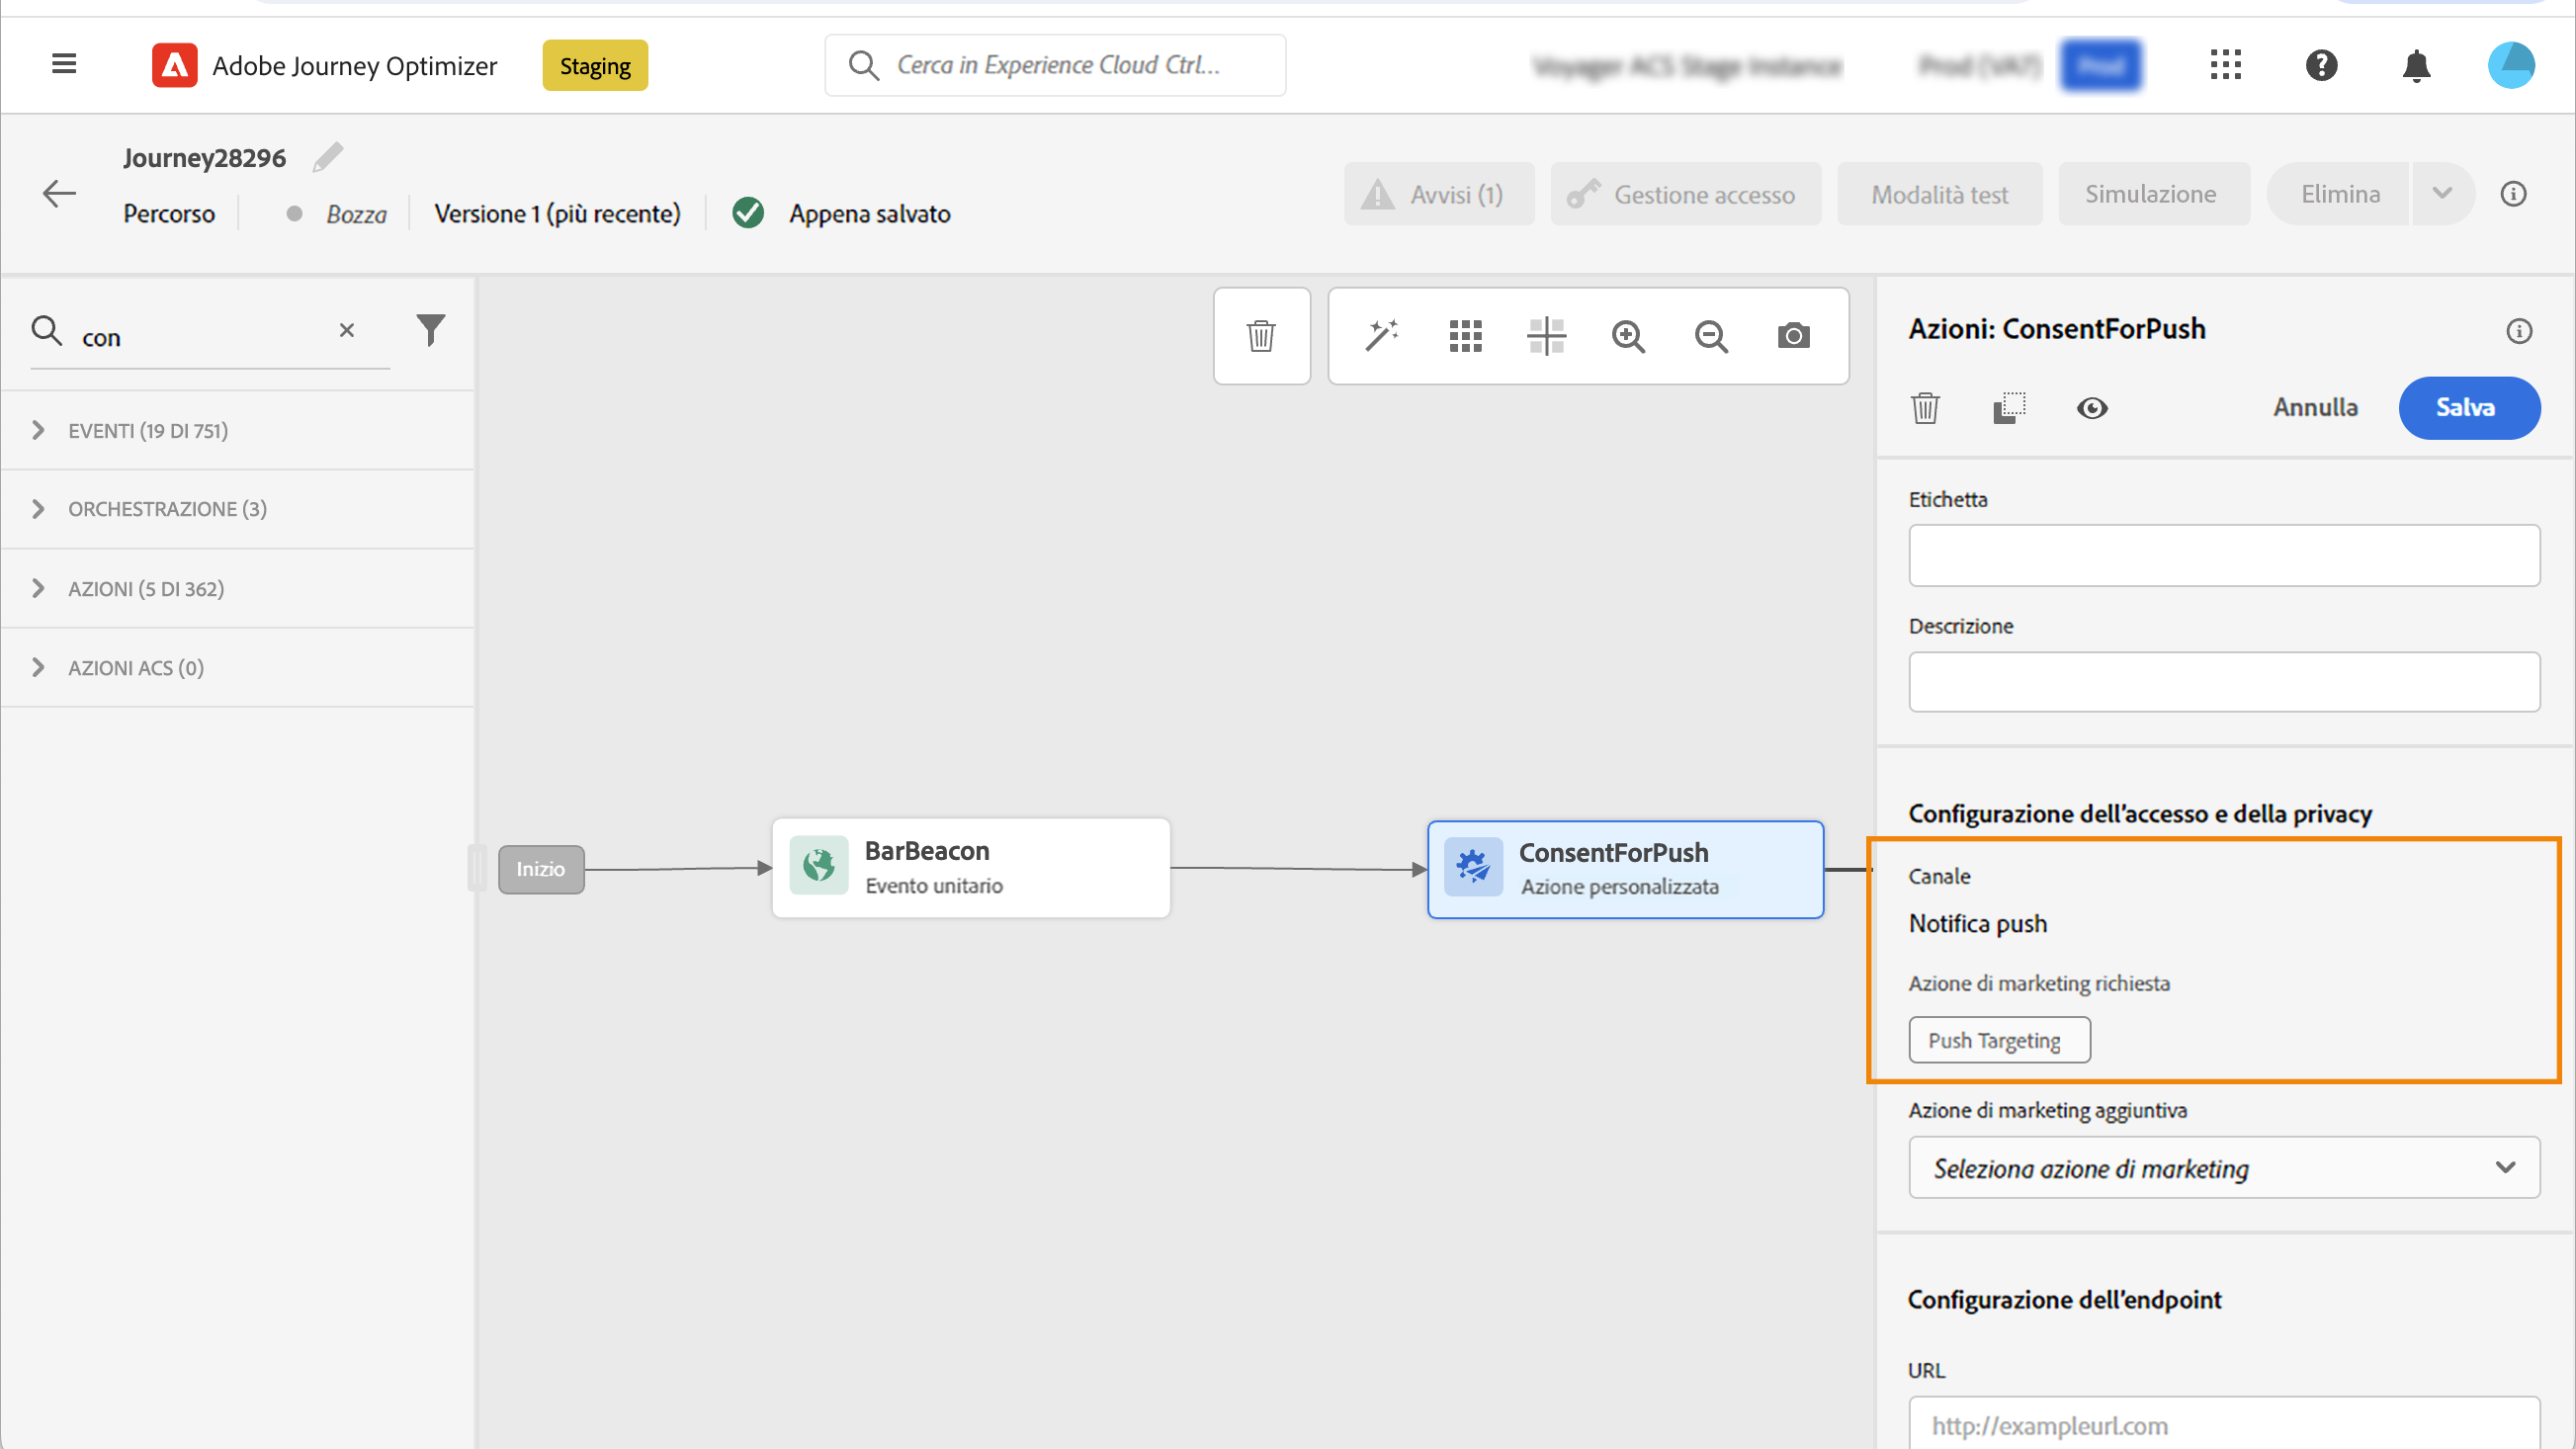 Adobe Journey Optimizer
Staging
Cerca in Experience Cloud Ctrl...
Journey28296
Percorso
Bozza
Versione 1 (più recente)
Appena salvato
Avvisi (1)
Gestione accesso
Modalità test
Simulazione
Elimina
con
EVENTI (19 DI 751)
ORCHESTRAZIONE (3)
AZIONI (5 DI 362)
AZIONI ACS (0)
Inizio
BarBeacon
Evento unitario
ConsentForPush
Azione personalizzata
Azioni: ConsentForPush
Annulla
Salva
Etichetta
Descrizione
Configurazione dell’accesso e della privacy
Canale
Notifica push
Azione di marketing richiesta
Push Targeting
Azione di marketing aggiuntiva
Seleziona azione di marketing
Configurazione dell’endpoint
URL
http://exampleurl.com